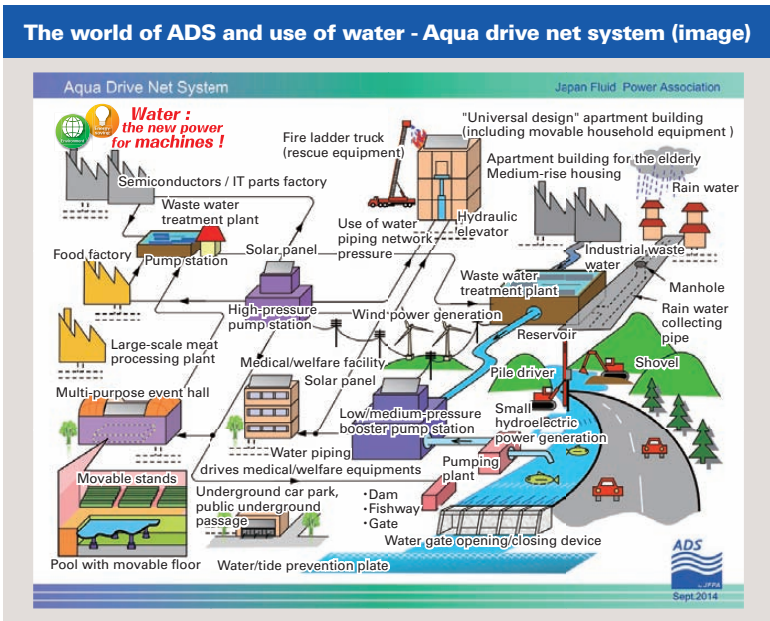 The world of ADS and use of water - Aqua drive net system (image)
Aqua Drive Net System
Japan Fluid Power Association
Water :
the new power
for machines !
"Universal design" apartment building
(including movable household equipment )
Fire ladder truck
(rescue equipment)
Apartment building for the elderly
Medium-rise housing
Semiconductors / IT parts factory
Rain water
Waste water
treatment plant
Use of water
piping network
pressure
Hydraulic
elevator
Food factory
Pump station
Solar panel
Industrial waste
water
Waste water
treatment plant
Manhole
High-pressure
pump station
Wind power generation
Rain water
collecting
pipe
Reservoir
Large-scale meat
processing plant
Medical/welfare facility
Solar panel
Pile driver
Shovel
Multi-purpose event hall
Low/medium-pressure
booster pump station
Small
hydroelectric
power generation
Water piping
drives medical/welfare equipments
Pumping
plant
Movable stands
Underground car park,
public underground
passage
•Dam
•Fishway
•Gate
Water gate opening/closing device
Pool with movable floor
Water/tide prevention plate
ADS
JFPA
Sept.2014